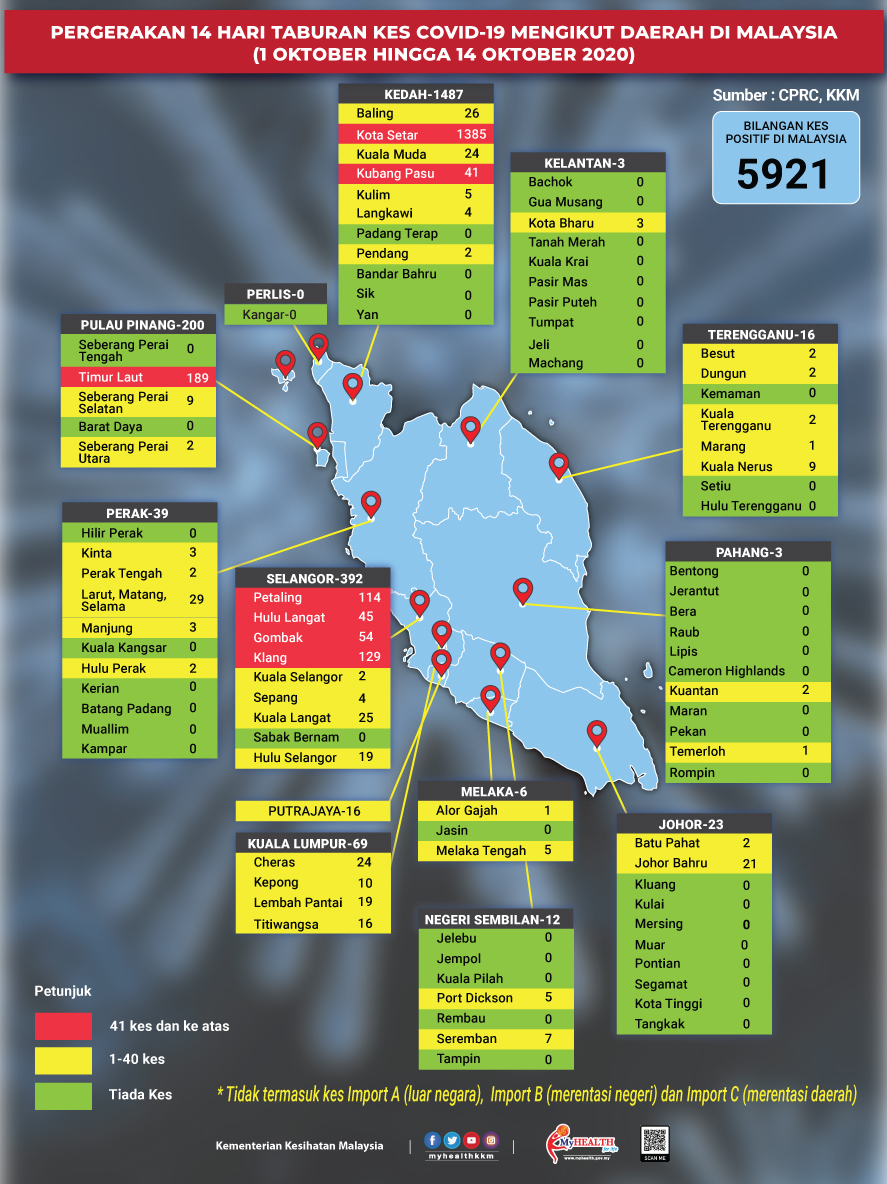 PERGERAKAN 14 HARI TABURAN KES COVID-19 MENGIKUT DAERAH DI MALAYSIA
(1 OKTOBER HINGGA 14 OKTOBER 2020)
Sumber : CPRC, KKM
BILANGAN KES
POSITIF DI MALAYSIA
5921
KEDAH-1487
Baling 26
Kota Setar 1385
Kuala Muda 24
Kubang Pasu 41
Kulim 5
Langkawi 4
Padang Terap 0
Pendang 2
Bandar Bahru 0
Sik 0
Yan 0
KELANTAN-3
Bachok 0
Gua Musang 0
Kota Bharu 3
Tanah Merah 0
Kuala Krai 0
Pasir Mas 0
Pasir Puteh 0
Tumpat 0
Jeli 0
Machang 0
PERLIS-0
Kangar-0
PULAU PINANG-200
Seberang Perai
Tengah 0
Timur Laut 189
Seberang Perai
Selatan 9
Barat Daya 0
Seberang Perai
Utara 2
TERENGGANU-16
Besut 2
Dungun 2
Kemaman 0
Kuala
Terengganu 2
Marang 1
Kuala Nerus 9
Setiu 0
Hulu Terengganu 0
PERAK-39
Hilir Perak 0
Kinta 3
Perak Tengah 2
Larut, Matang,
Selama 29
Manjung 3
Kuala Kangsar 0
Hulu Perak 2
Kerian 0
Batang Padang 0
Muallim 0
Kampar 0
SELANGOR-392
Petaling 114
Hulu Langat 45
Gombak 54
Klang 129
Kuala Selangor 2
Sepang 4
Kuala Langat 25
Sabak Bernam 0
Hulu Selangor 19
PAHANG-3
Bentong 0
Jerantut 0
Bera 0
Raub 0
Lipis 0
Cameron Highlands 0
Kuantan 2
Maran 0
Pekan 0
Temerloh 1
Rompin 0
PUTRAJAYA-16
KUALA LUMPUR-69
Cheras 24
Kepong 10
Lembah Pantai 19
Titiwangsa 16
MELAKA-6
Alor Gajah 1
Jasin 0
Melaka Tengah 5
NEGERI SEMBILAN-12
Jelebu 0
Jempol 0
Kuala Pilah 0
Port Dickson 5
Rembau 0
Seremban 7
Tampin 0
JOHOR-23
Batu Pahat 2
Johor Bahru 21
Kluang 0
Kulai 0
Mersing 0
Muar 0
Pontian 0
Segamat 0
Kota Tinggi 0
Tangkak 0
Petunjuk
41 kes dan ke atas
1-40 kes
Tiada Kes
* Tidak termasuk kes Import A (luar negara), Import B (merentasi negeri) dan Import C (merentasi daerah)
Kementerian Kesihatan Malaysia
myhealthkkm
MyHEALTH
for life
www.myhealth.gov.my
SCAN ME